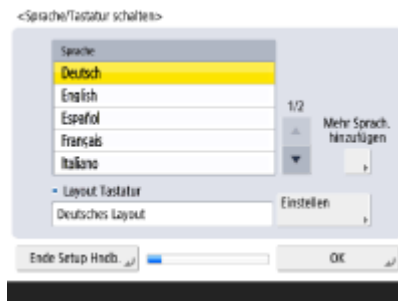 <Sprache/Tastatur schalten>
Sprache
Deutsch
English
Español
Français
Italiano
1/2
Mehr Sprach.
hinzufügen
Layout Tastatur
Deutsches Layout
Einstellen
Ende Setup Hndb.
OK